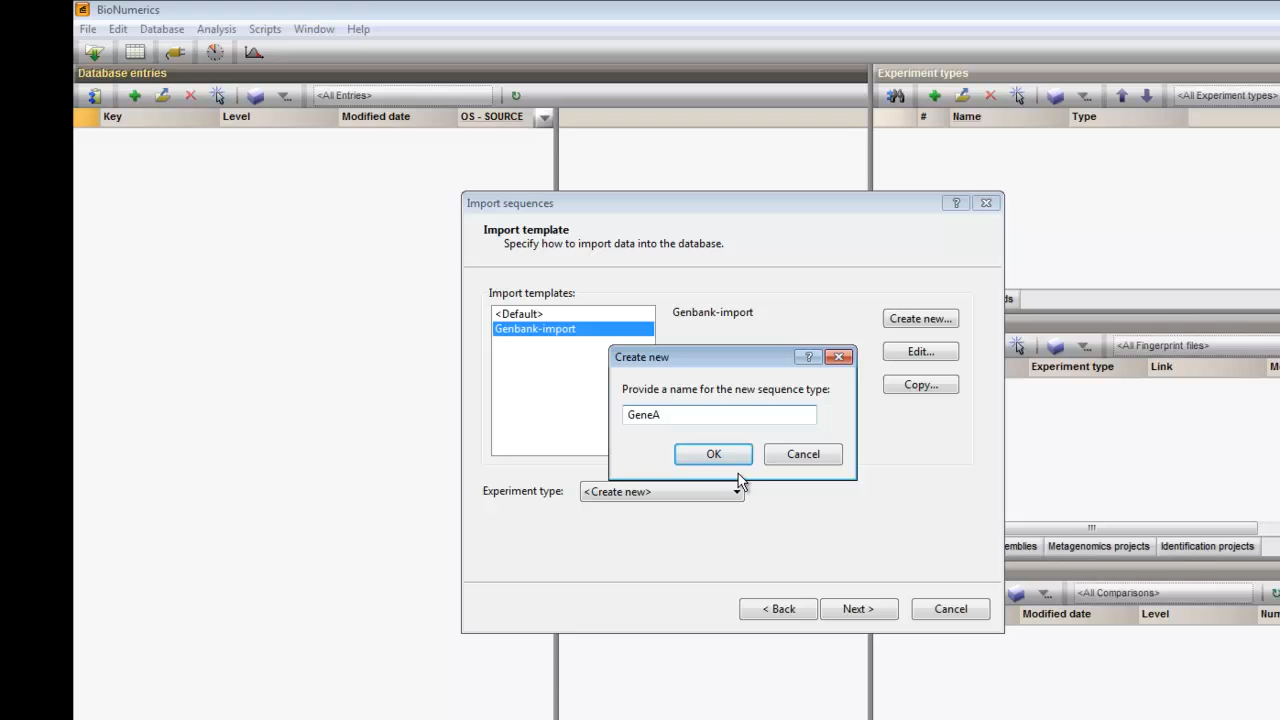 BioNumerics
File Edit Database Analysis Scripts Window Help
Database entries
Experiment types
<All Entries>
<All Experiment types>
Key Level Modified date OS - SOURCE
# Name Type
Import sequences
Import template
Specify how to import data into the database.
Import templates:
<Default>
Genbank-import
Genbank-import
Create new...
Edit...
Copy...
Create new
Provide a name for the new sequence type:
GeneA
OK Cancel
Experiment type: <Create new>
< Back Next > Cancel
<All Fingerprint files>
Experiment type Link
Metagenomics projects Identification projects
<All Comparisons>
Modified date Level